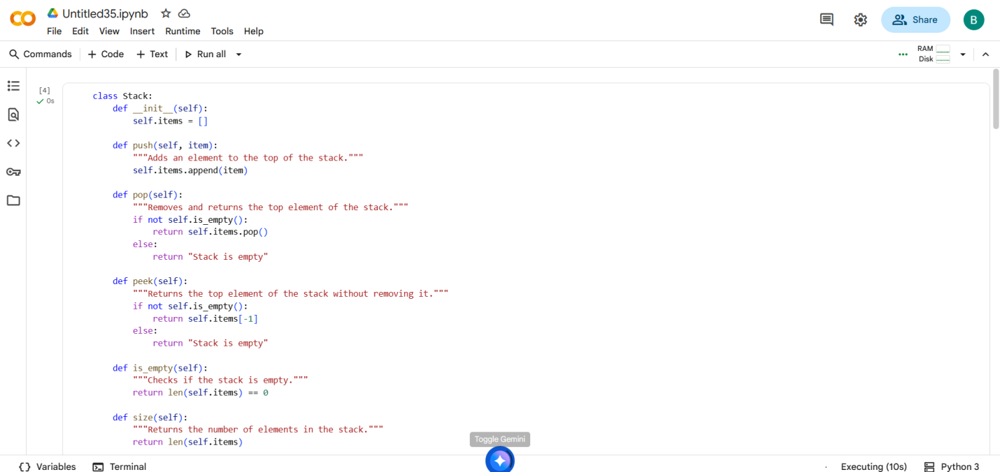 Untitled35.ipynb
File Edit View Insert Runtime Tools Help
Share
B
Commands + Code + Text Run all
RAM
Disk
[4]
0s
class Stack:
    def __init__(self):
        self.items = []

    def push(self, item):
        """Adds an element to the top of the stack."""
        self.items.append(item)

    def pop(self):
        """Removes and returns the top element of the stack."""
        if not self.is_empty():
            return self.items.pop()
        else:
            return "Stack is empty"

    def peek(self):
        """Returns the top element of the stack without removing it."""
        if not self.is_empty():
            return self.items[-1]
        else:
            return "Stack is empty"

    def is_empty(self):
        """Checks if the stack is empty."""
        return len(self.items) == 0

    def size(self):
        """Returns the number of elements in the stack."""
        return len(self.items)
Toggle Gemini
{} Variables Terminal
Executing (10s) Python 3